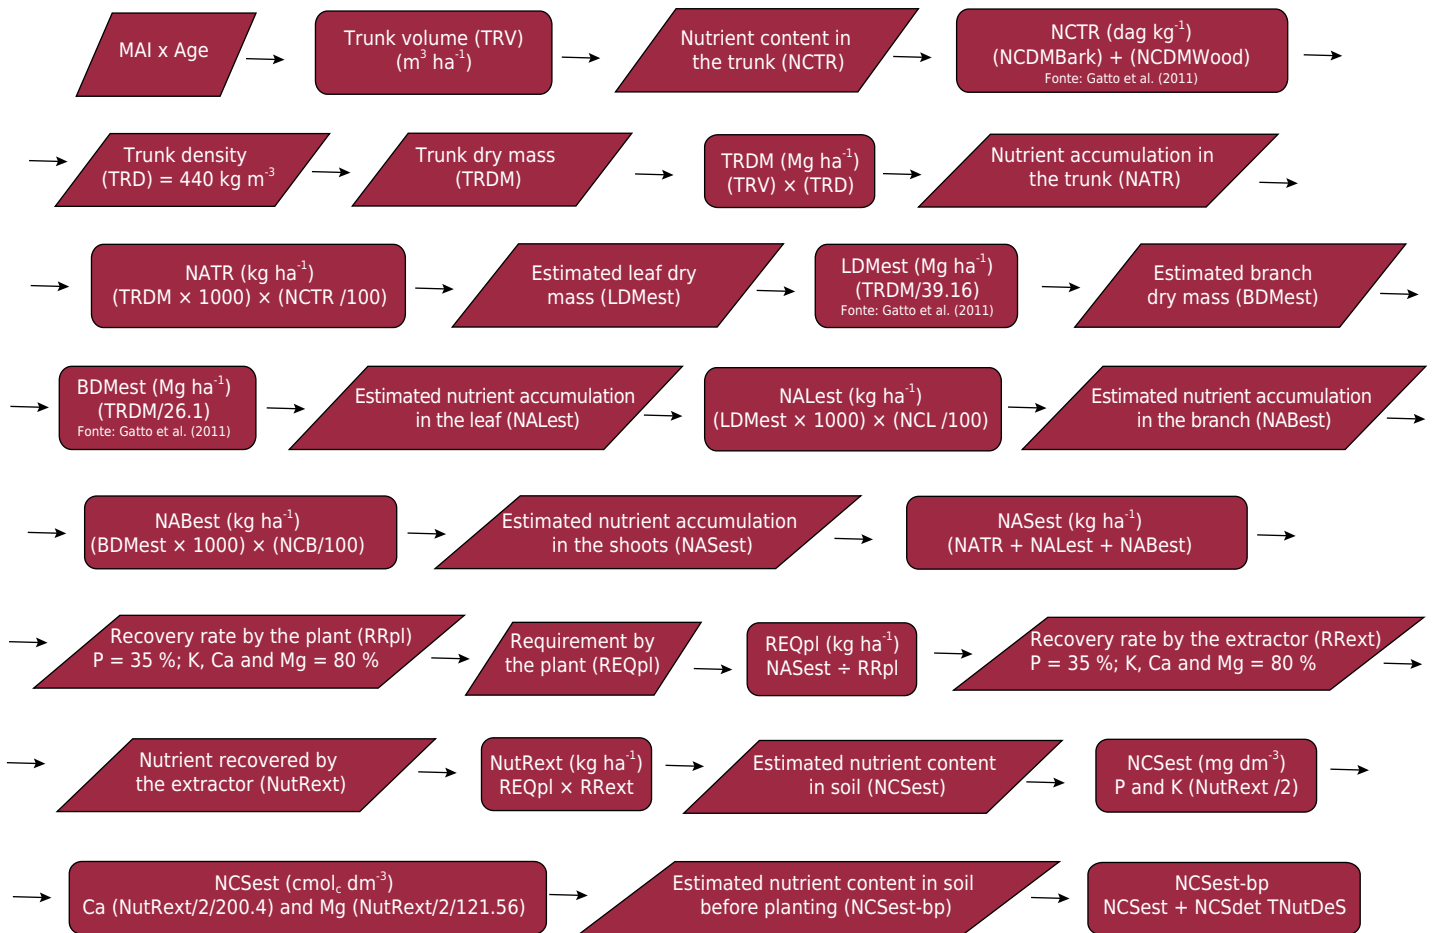 MAI x Age
Trunk volume (TRV)
(m³ ha⁻¹)
Nutrient content in
the trunk (NCTR)
NCTR (dag kg⁻¹)
(NCDMBark) + (NCDMWood)
Fonte: Gatto et al. (2011)
Trunk density
(TRD) = 440 kg m⁻³
Trunk dry mass
(TRDM)
TRDM (Mg ha⁻¹)
(TRV) × (TRD)
Nutrient accumulation in
the trunk (NATR)
NATR (kg ha⁻¹)
(TRDM × 1000) × (NCTR /100)
Estimated leaf dry
mass (LDMest)
LDMest (Mg ha⁻¹)
(TRDM/39.16)
Fonte: Gatto et al. (2011)
Estimated branch
dry mass (BDMest)
BDMest (Mg ha⁻¹)
(TRDM/26.1)
Fonte: Gatto et al. (2011)
Estimated nutrient accumulation
in the leaf (NALest)
NALest (kg ha⁻¹)
(LDMest × 1000) × (NCL /100)
Estimated nutrient accumulation
in the branch (NABest)
NABest (kg ha⁻¹)
(BDMest × 1000) × (NCB/100)
Estimated nutrient accumulation
in the shoots (NASest)
NASest (kg ha⁻¹)
(NATR + NALest + NABest)
Recovery rate by the plant (RRpl)
P = 35 %; K, Ca and Mg = 80 %
Requirement by
the plant (REQpl)
REQpl (kg ha⁻¹)
NASest ÷ RRpl
Recovery rate by the extractor (RRext)
P = 35 %; K, Ca and Mg = 80 %
Nutrient recovered by
the extractor (NutRext)
NutRext (kg ha⁻¹)
REQpl × RRext
Estimated nutrient content
in soil (NCSest)
NCSest (mg dm⁻³)
P and K (NutRext /2)
NCSest (cmol꜀ dm⁻³)
Ca (NutRext/2/200.4) and Mg (NutRext/2/121.56)
Estimated nutrient content in soil
before planting (NCSest-bp)
NCSest-bp
NCSest + NCSdet TNutDeS